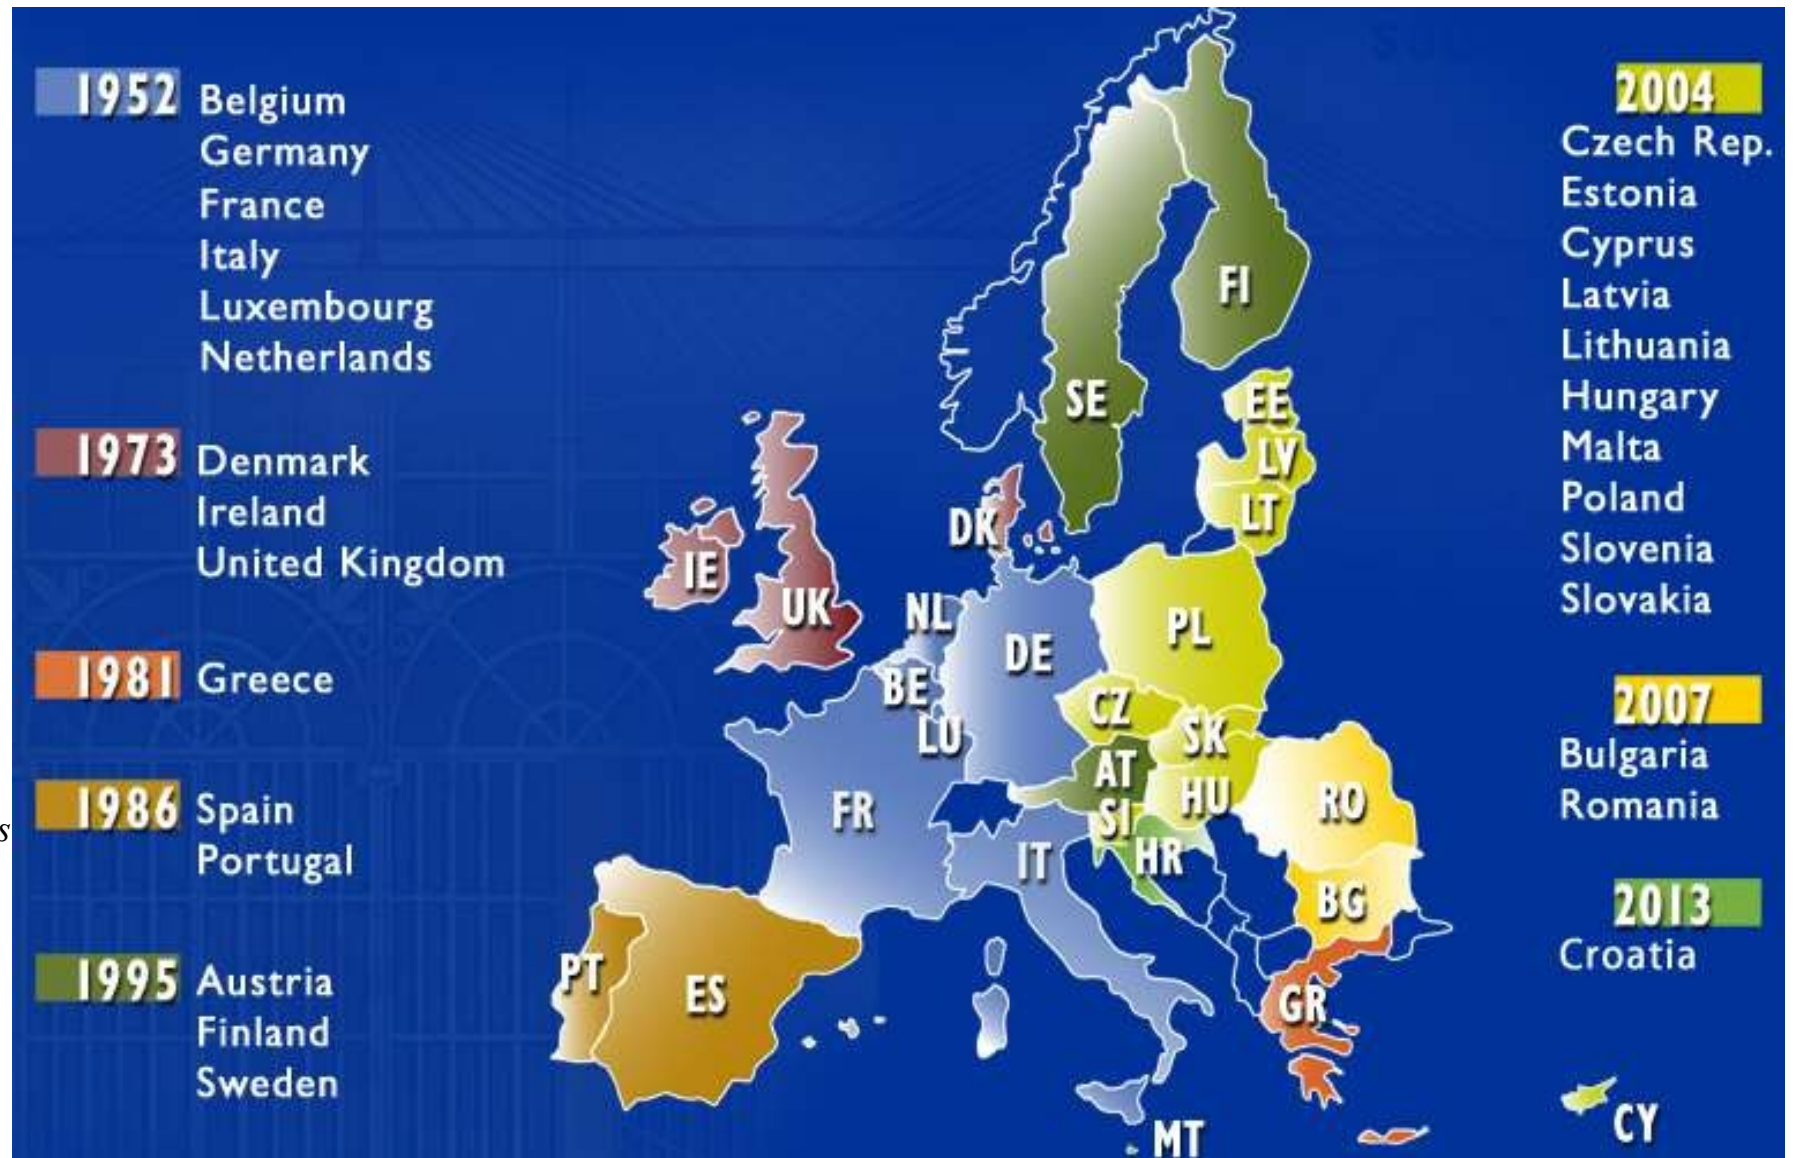 1952 Belgium
Germany
France
Italy
Luxembourg
Netherlands
1973 Denmark
Ireland
United Kingdom
1981 Greece
1986 Spain
Portugal
s
1995 Austria
Finland
Sweden
FI
SE
EE
LV
LT
DK
IE
UK
NL
DE
PL
BE
CZ
LU
SK
AT
HU
FR
SI
RO
IT
HR
BG
PT
ES
GR
MT
CY
2004
Czech Rep.
Estonia
Cyprus
Latvia
Lithuania
Hungary
Malta
Poland
Slovenia
Slovakia
2007
Bulgaria
Romania
2013
Croatia